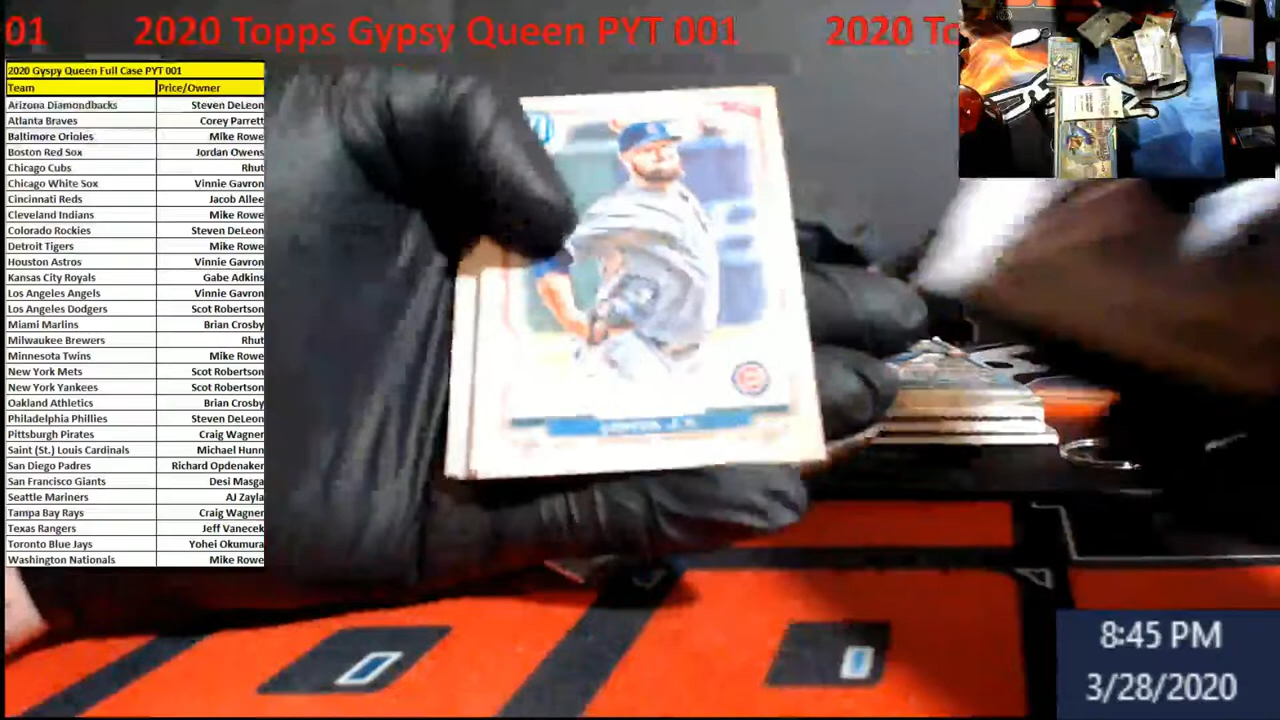 01 2020 Topps Gypsy Queen PYT 001 2020 To
2020 Gyspy Queen Full Case PYT 001
Team Price/Owner
Arizona Diamondbacks Steven DeLeon
Atlanta Braves Corey Parrett
Baltimore Orioles Mike Rowe
Boston Red Sox Jordan Owens
Chicago Cubs Rhut
Chicago White Sox Vinnie Gavron
Cincinnati Reds Jacob Allee
Cleveland Indians Mike Rowe
Colorado Rockies Steven DeLeon
Detroit Tigers Mike Rowe
Houston Astros Vinnie Gavron
Kansas City Royals Gabe Adkins
Los Angeles Angels Vinnie Gavron
Los Angeles Dodgers Scot Robertson
Miami Marlins Brian Crosby
Milwaukee Brewers Rhut
Minnesota Twins Mike Rowe
New York Mets Scot Robertson
New York Yankees Scot Robertson
Oakland Athletics Brian Crosby
Philadelphia Phillies Steven DeLeon
Pittsburgh Pirates Craig Wagner
Saint (St.) Louis Cardinals Michael Hunn
San Diego Padres Richard Opdenaker
San Francisco Giants Desi Masga
Seattle Mariners AJ Zayla
Tampa Bay Rays Craig Wagner
Texas Rangers Jeff Vanecek
Toronto Blue Jays Yohei Okumura
Washington Nationals Mike Rowe
8:45 PM
3/28/2020